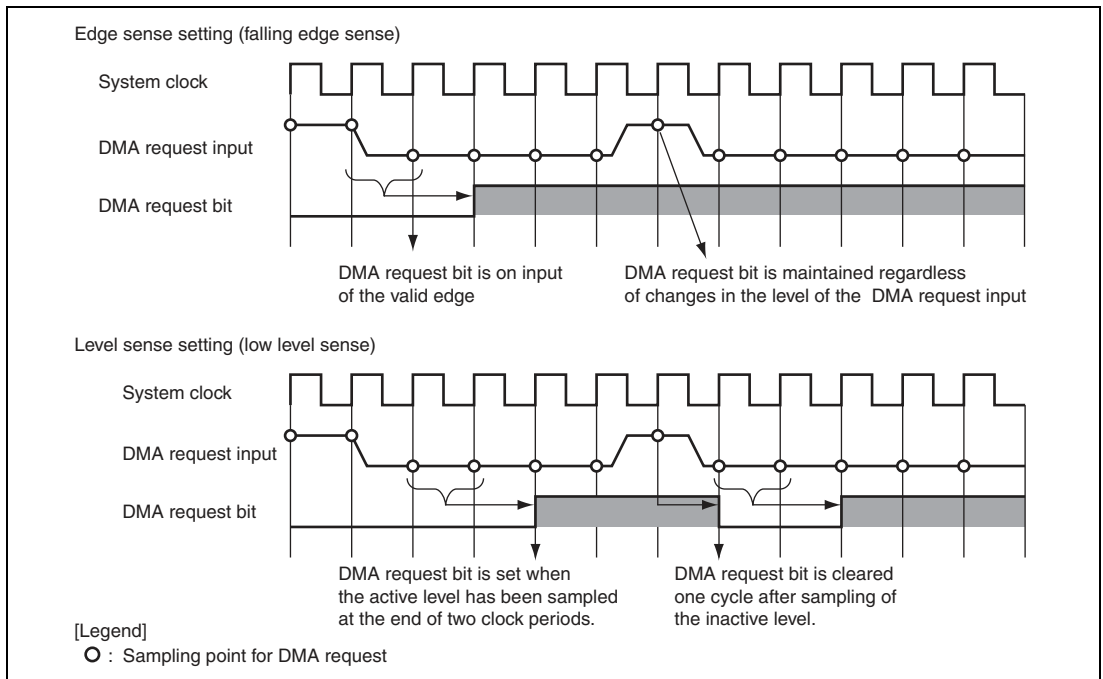 Edge sense setting (falling edge sense)
System clock
DMA request input
DMA request bit
DMA request bit is on input
of the valid edge
DMA request bit is maintained regardless
of changes in the level of the DMA request input
Level sense setting (low level sense)
System clock
DMA request input
DMA request bit
DMA request bit is set when
the active level has been sampled
at the end of two clock periods.
DMA request bit is cleared
one cycle after sampling of
the inactive level.
[Legend]
O : Sampling point for DMA request